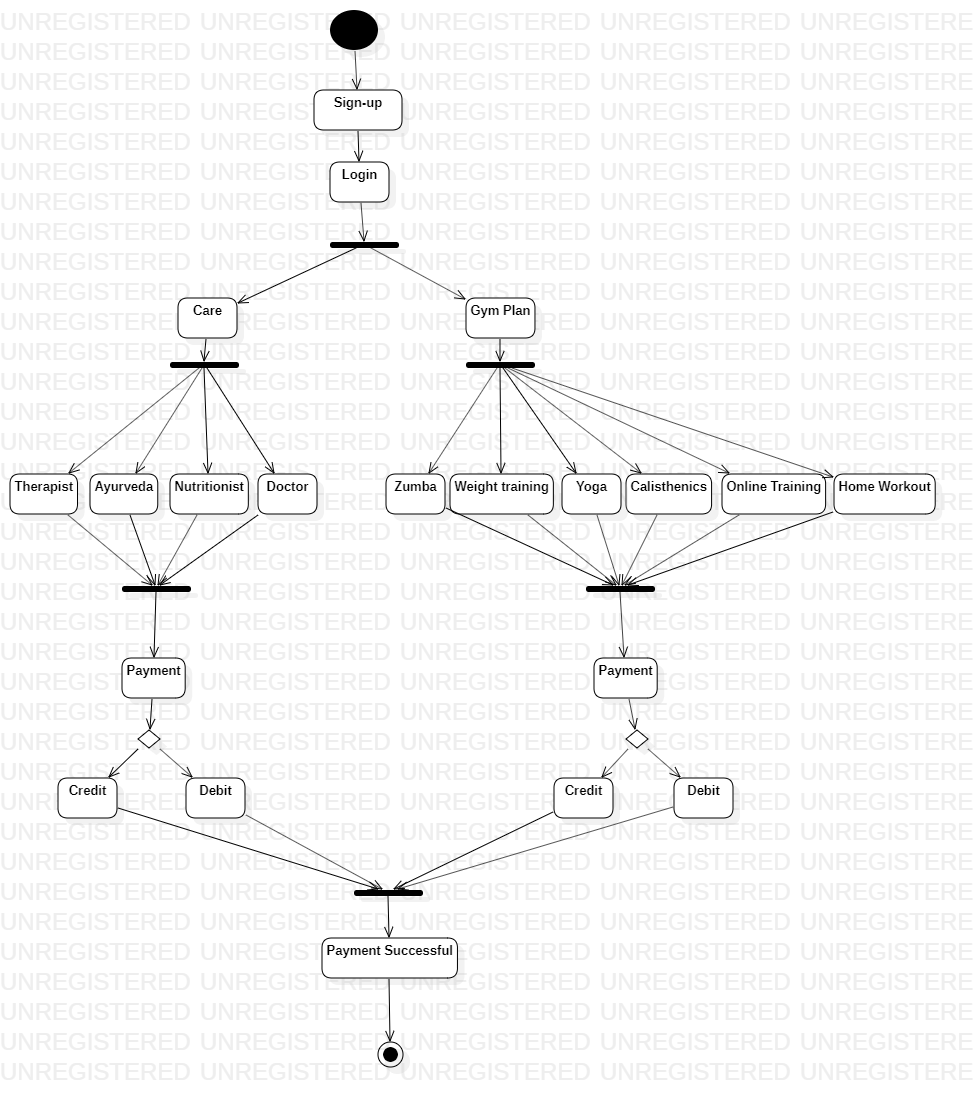 Sign-up
Login
Care
Gym Plan
Therapist
Ayurveda
Nutritionist
Doctor
Zumba
Weight training
Yoga
Calisthenics
Online Training
Home Workout
Payment
Payment
Credit
Debit
Credit
Debit
Payment Successful
UNREGISTERED